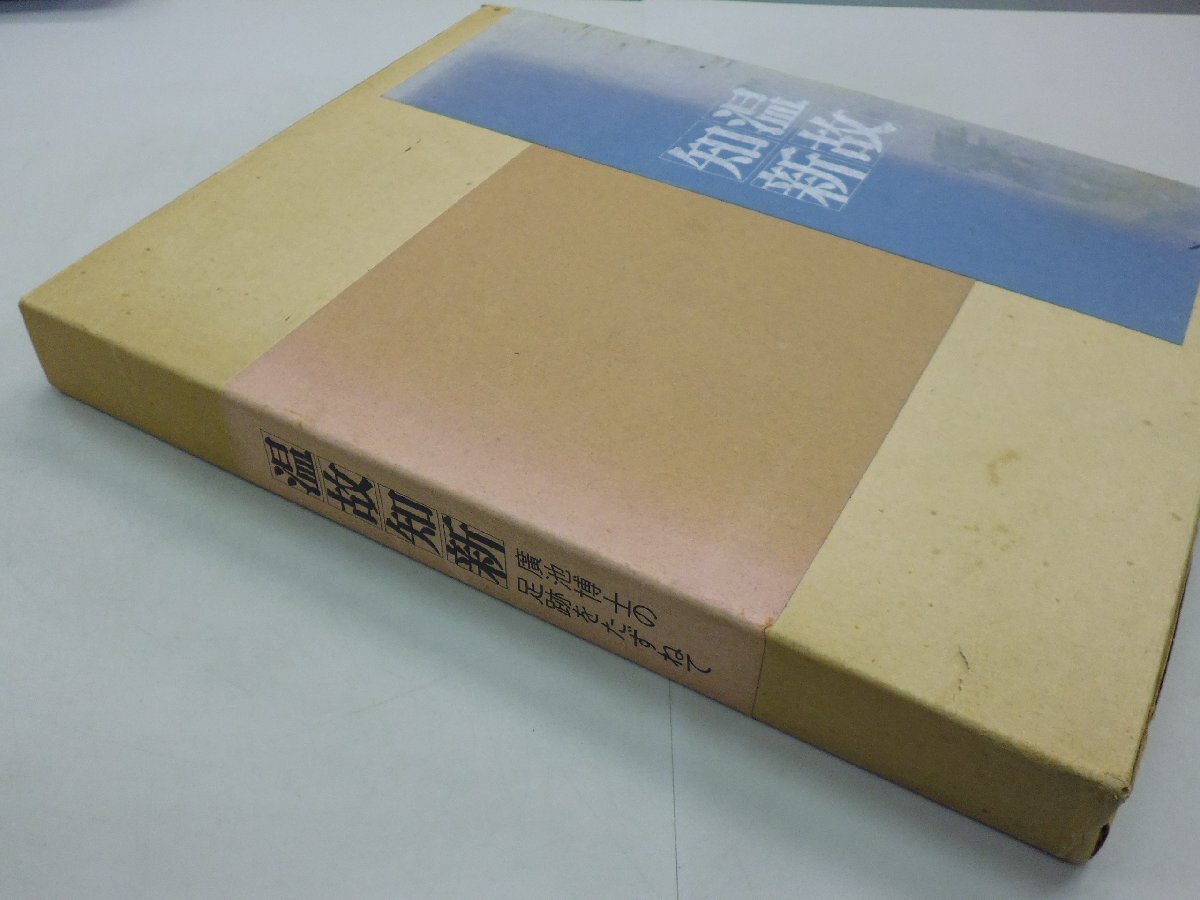 温故
知新
温故知新
廣池博士の
足跡をたずねて